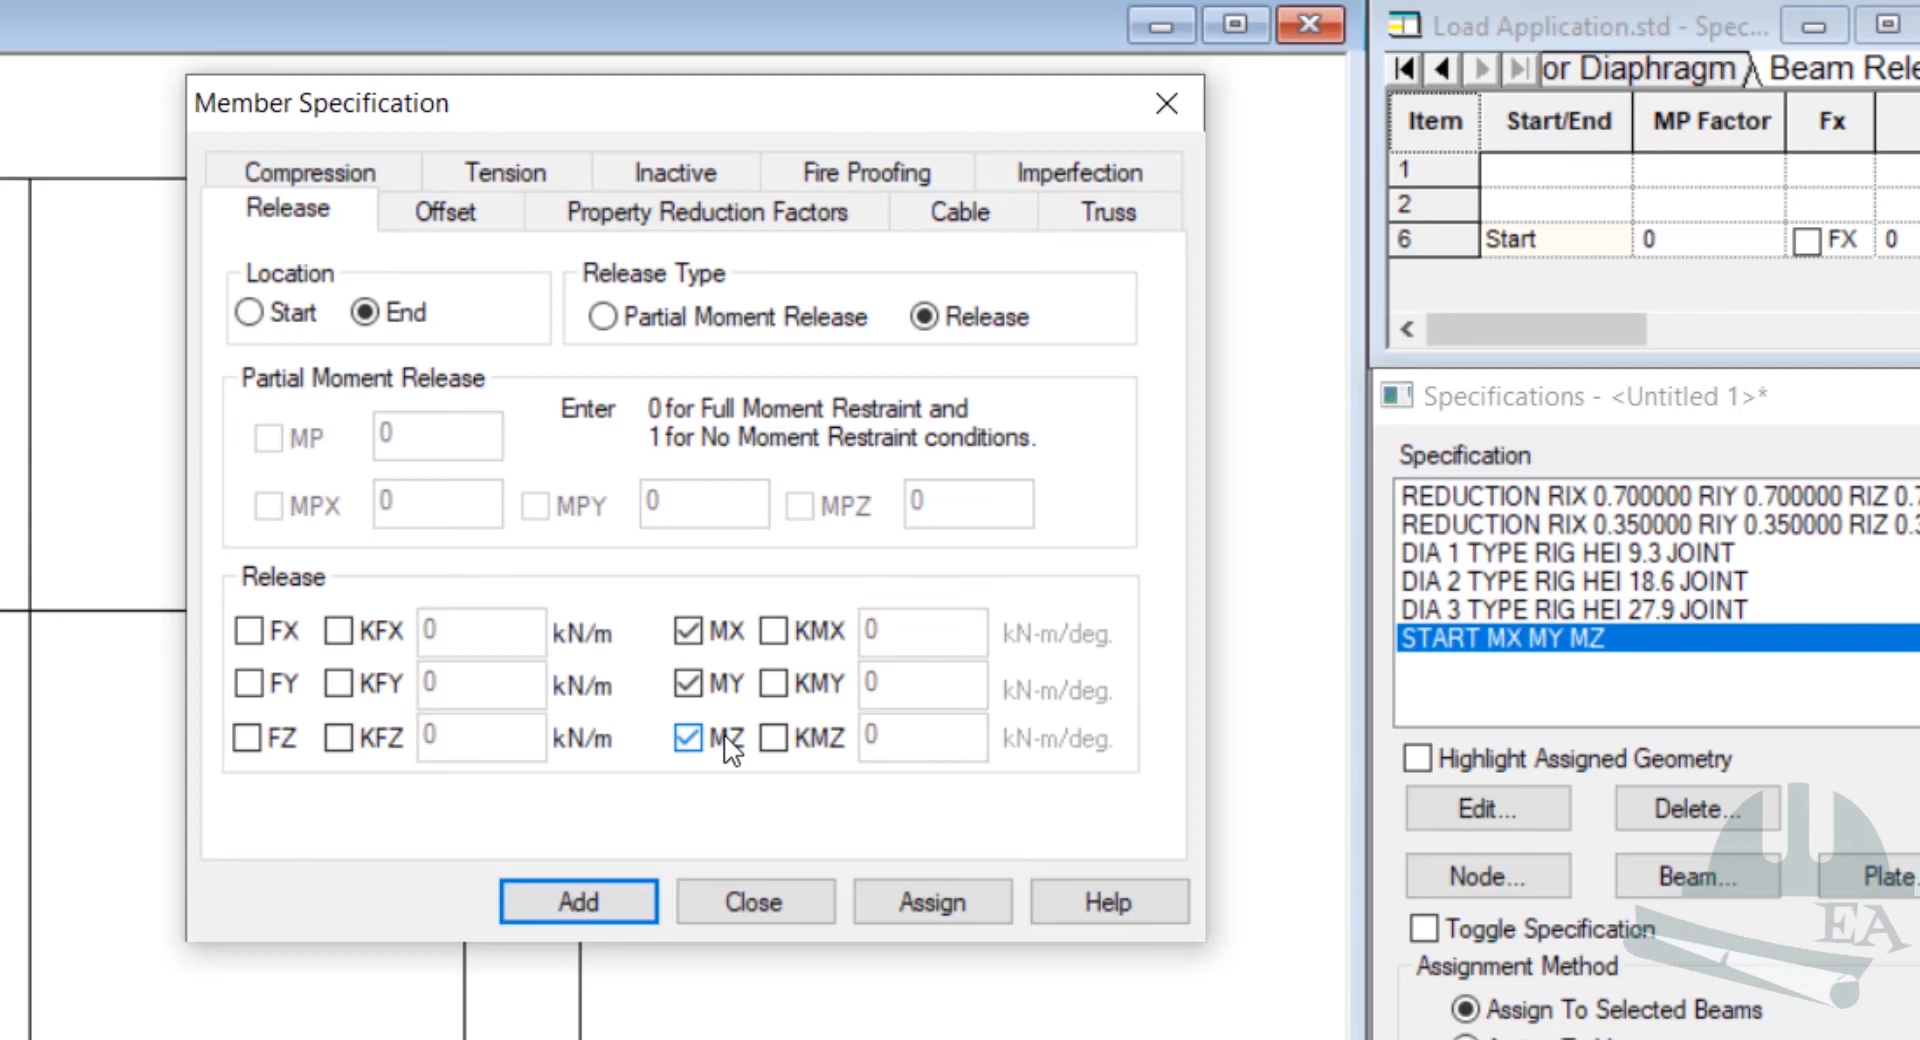 Member Specification
Compression Tension Inactive Fire Proofing Imperfection
Release Offset Property Reduction Factors Cable Truss
Location
Start End
Release Type
Partial Moment Release Release
Partial Moment Release
MP 0
Enter 0 for Full Moment Restraint and
1 for No Moment Restraint conditions.
MPX 0 MPY 0 MPZ 0
Release
FX KFX 0 kN/m MX KMX 0 kN-m/deg.
FY KFY 0 kN/m MY KMY 0 kN-m/deg.
FZ KFZ 0 kN/m MZ KMZ 0 kN-m/deg.
Add Close Assign Help
Load Application.std - Spec...
or Diaphragm Beam Rele
Item Start/End MP Factor Fx
1
2
6 Start 0 FX 0
Specifications - <Untitled 1>*
Specification
REDUCTION RIX 0.700000 RIY 0.700000 RIZ 0.7
REDUCTION RIX 0.350000 RIY 0.350000 RIZ 0.3
DIA 1 TYPE RIG HEI 9.3 JOINT
DIA 2 TYPE RIG HEI 18.6 JOINT
DIA 3 TYPE RIG HEI 27.9 JOINT
START MX MY MZ
Highlight Assigned Geometry
Edit... Delete...
Node... Beam... Plate.
Toggle Specification
EA
Assignment Method
Assign To Selected Beams